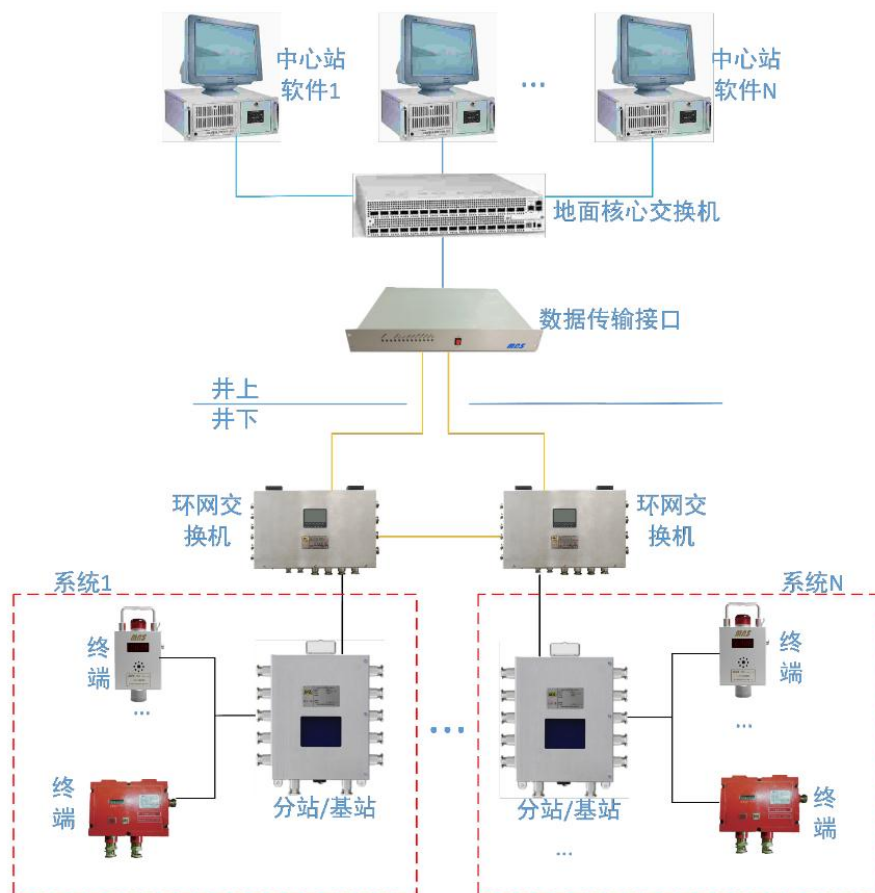 中心站
软件1
...
中心站
软件N
地面核心交换机
数据传输接口
MAS
井上
井下
环网交
换机
环网交
换机
系统1
系统N
终
端
...
终
端
分站/基站
...
终
端
...
终
端
分站/基站
...